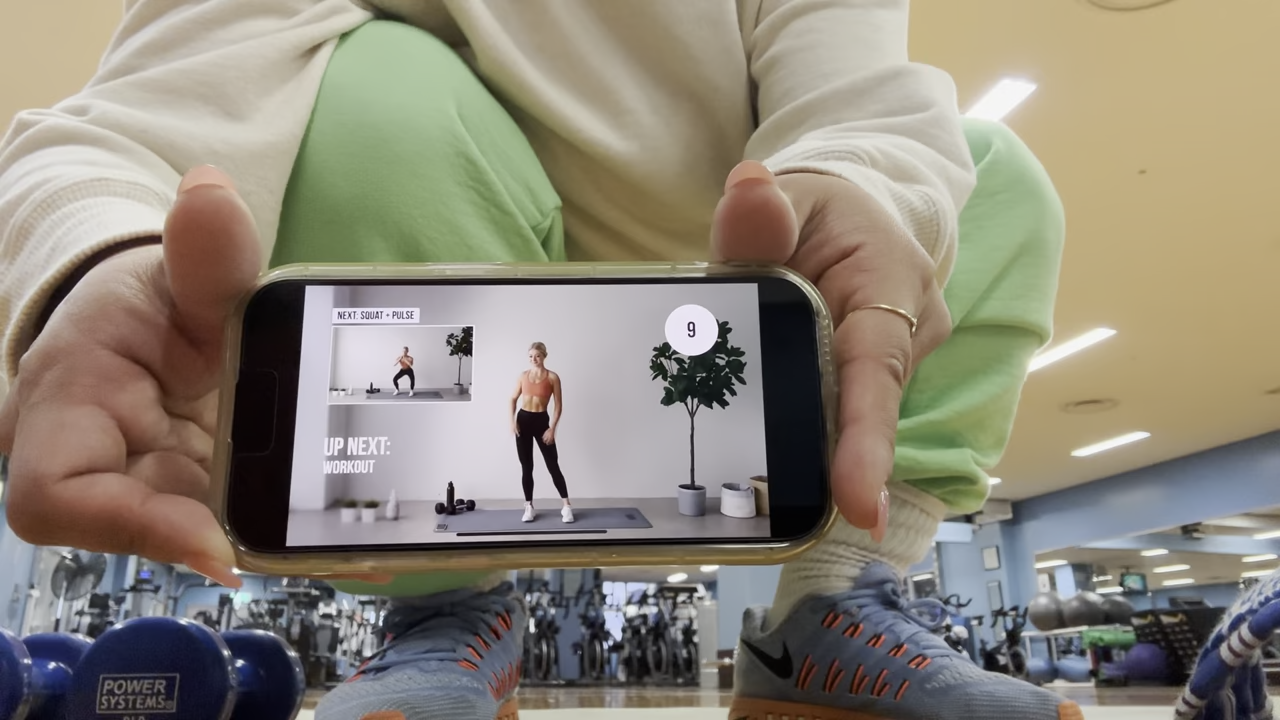 NEXT: SQUAT + PULSE
9
UP NEXT:
WORKOUT
POWER
SYSTEMS